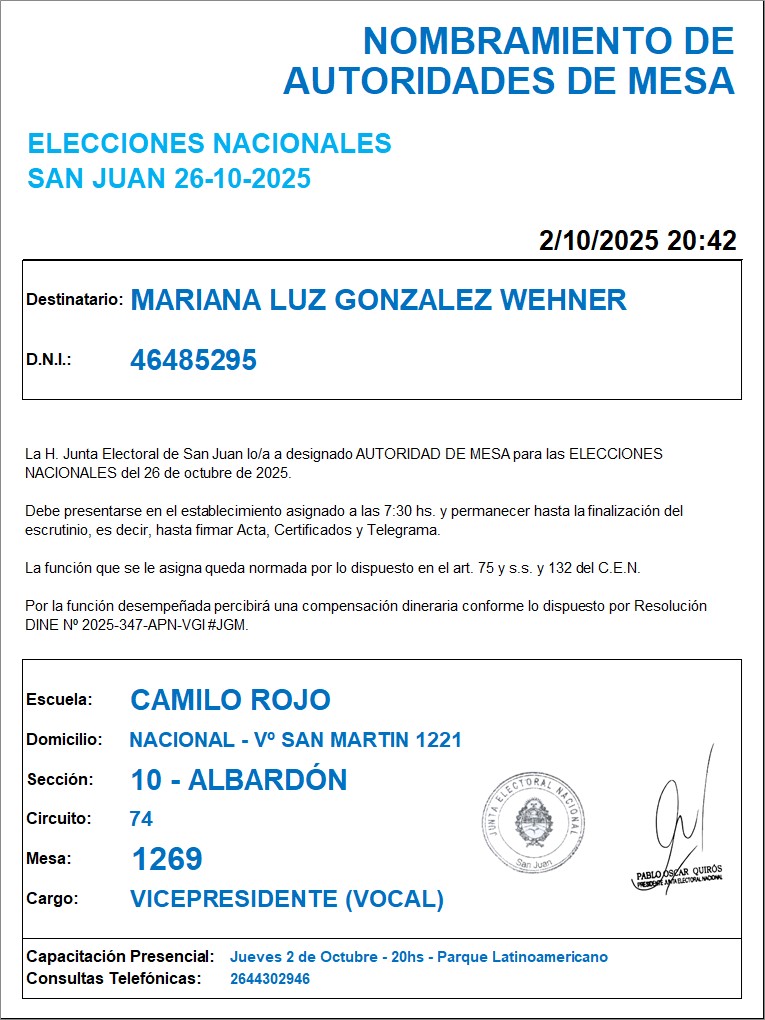 NOMBRAMIENTO DE
AUTORIDADES DE MESA
ELECCIONES NACIONALES
SAN JUAN 26-10-2025
2/10/2025 20:42
Destinatario: MARIANA LUZ GONZALEZ WEHNER
D.N.I.: 46485295
La H. Junta Electoral de San Juan lo/a a designado AUTORIDAD DE MESA para las ELECCIONES
NACIONALES del 26 de octubre de 2025.
Debe presentarse en el establecimiento asignado a las 7:30 hs. y permanecer hasta la finalización del
escrutinio, es decir, hasta firmar Acta, Certificados y Telegrama.
La función que se le asigna queda normada por lo dispuesto en el art. 75 y s.s. y 132 del C.E.N.
Por la función desempeñada percibirá una compensación dineraria conforme lo dispuesto por Resolución
DINE Nº 2025-347-APN-VGI#JGM.
Escuela: CAMILO ROJO
Domicilio: NACIONAL - Vº SAN MARTIN 1221
Sección: 10 - ALBARDÓN
Circuito: 74
Mesa: 1269
Cargo: VICEPRESIDENTE (VOCAL)
JUNTA ELECTORAL NACIONAL
San Juan
PABLO OSCAR QUIRÓS
PRESIDENTE JUNTA ELECTORAL NACIONAL
Capacitación Presencial: Jueves 2 de Octubre - 20hs - Parque Latinoamericano
Consultas Telefónicas: 2644302946